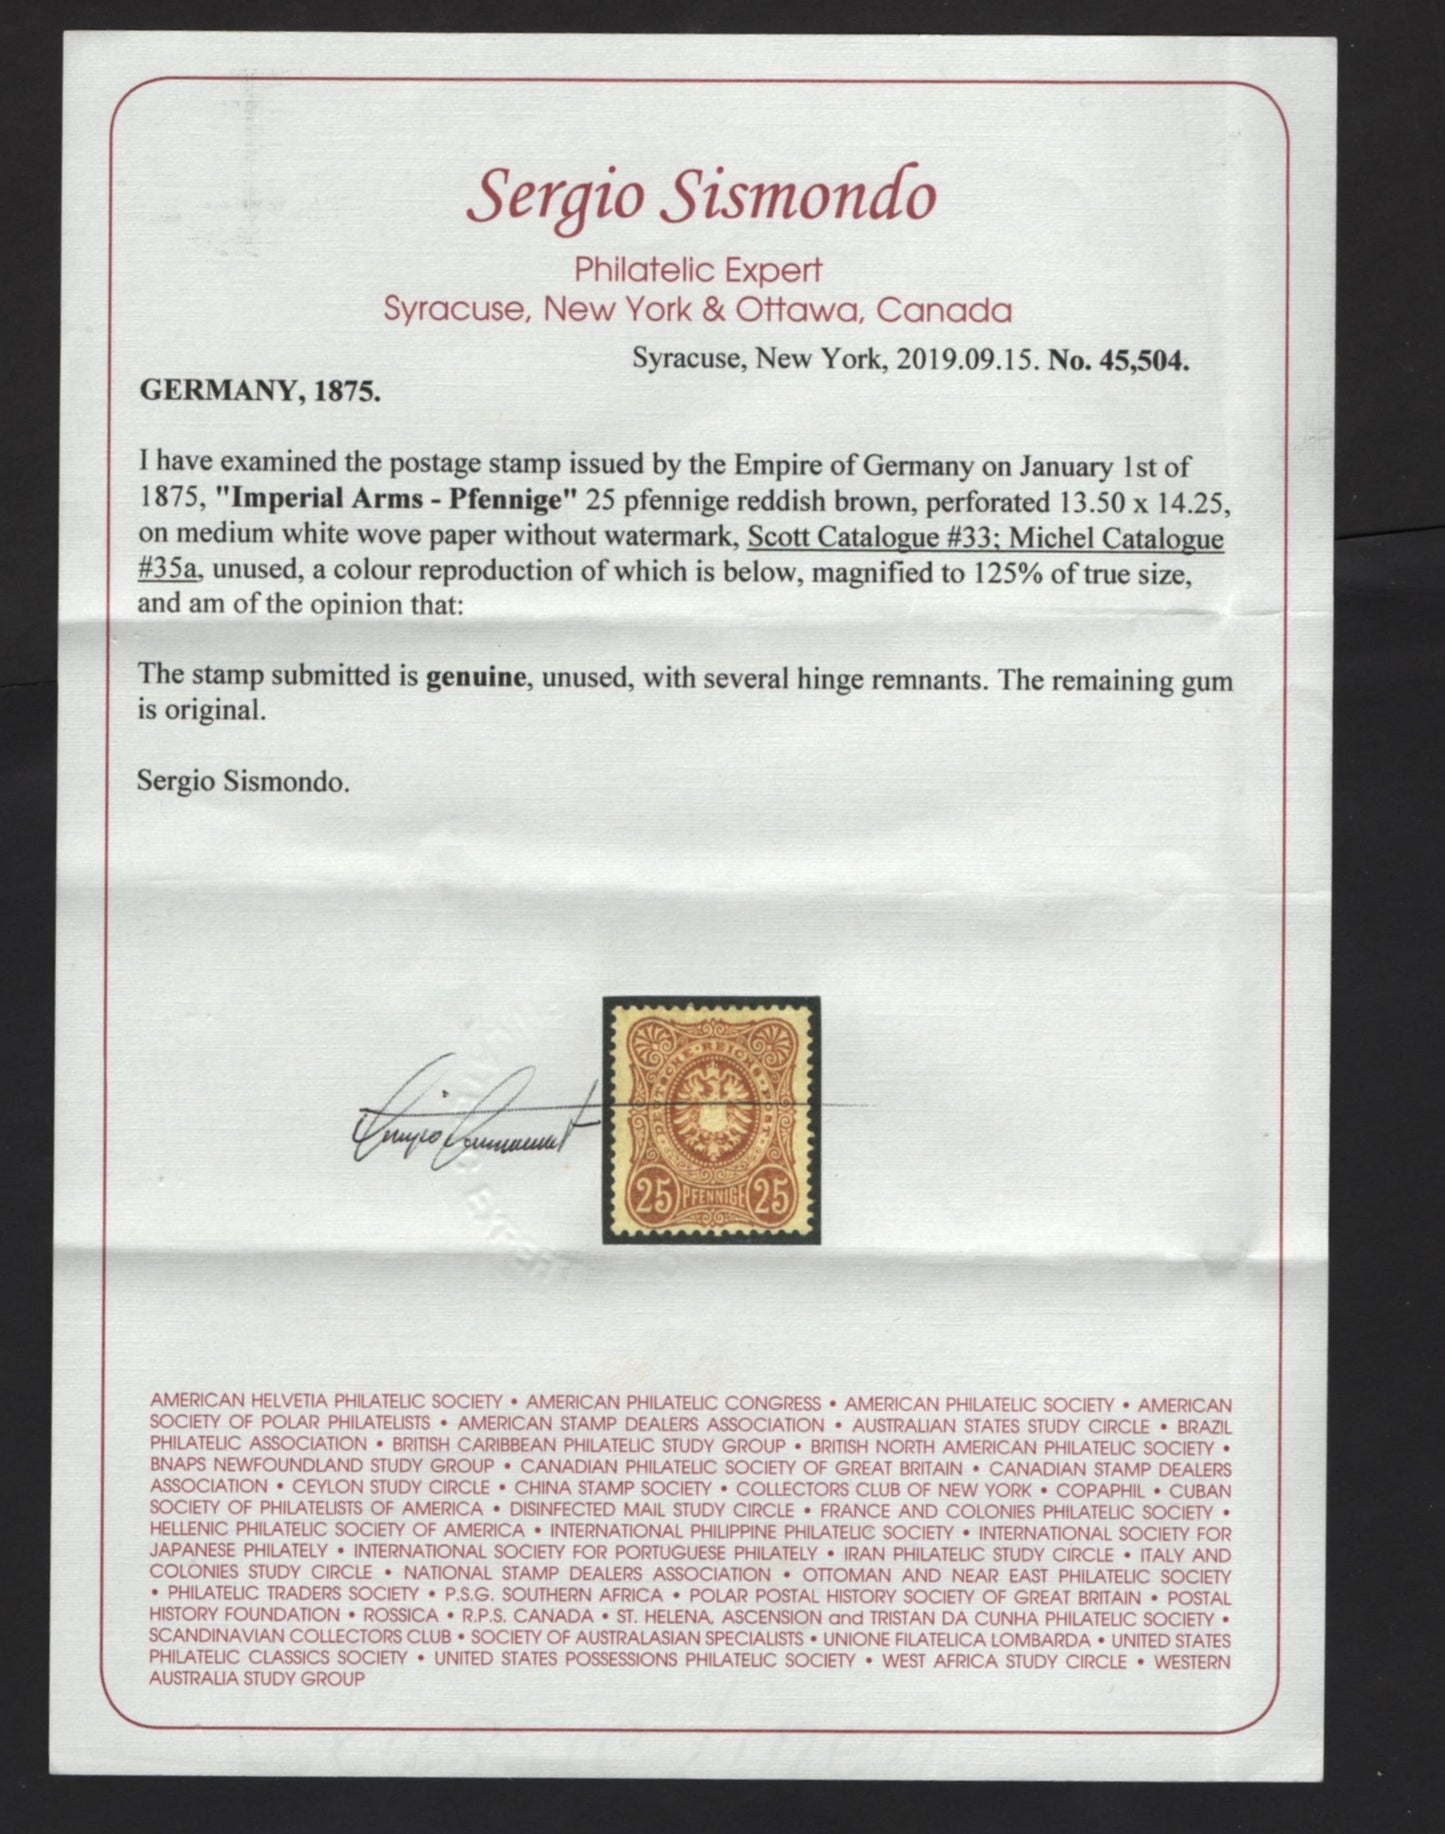 Sergio Sismondo
Philatelic Expert
Syracuse, New York & Ottawa, Canada
Syracuse, New York, 2019.09.15. No. 45,504.
GERMANY, 1875.
I have examined the postage stamp issued by the Empire of Germany on January 1st of
1875, "Imperial Arms - Pfennige" 25 pfennige reddish brown, perforated 13.50 x 14.25,
on medium white wove paper without watermark, Scott Catalogue #33; Michel Catalogue
#35a, unused, a colour reproduction of which is below, magnified to 125% of true size,
and am of the opinion that:
The stamp submitted is genuine, unused, with several hinge remnants. The remaining gum
is original.
Sergio Sismondo.
DEUTSCHE·REICHS·POST
25 PFENNIGE 25
EXPERT
AMERICAN HELVETIA PHILATELIC SOCIETY • AMERICAN PHILATELIC CONGRESS • AMERICAN PHILATELIC SOCIETY • AMERICAN
SOCIETY OF POLAR PHILATELISTS • AMERICAN STAMP DEALERS ASSOCIATION • AUSTRALIAN STATES STUDY CIRCLE • BRAZIL
PHILATELIC ASSOCIATION • BRITISH CARIBBEAN PHILATELIC STUDY GROUP • BRITISH NORTH AMERICAN PHILATELIC SOCIETY •
BNAPS NEWFOUNDLAND STUDY GROUP • CANADIAN PHILATELIC SOCIETY OF GREAT BRITAIN • CANADIAN STAMP DEALERS
ASSOCIATION • CEYLON STUDY CIRCLE • CHINA STAMP SOCIETY • COLLECTORS CLUB OF NEW YORK • COPAPHIL • CUBAN
SOCIETY OF PHILATELISTS OF AMERICA • DISINFECTED MAIL STUDY CIRCLE • FRANCE AND COLONIES PHILATELIC SOCIETY •
HELLENIC PHILATELIC SOCIETY OF AMERICA • INTERNATIONAL PHILIPPINE PHILATELIC SOCIETY • INTERNATIONAL SOCIETY FOR
JAPANESE PHILATELY • INTERNATIONAL SOCIETY FOR PORTUGUESE PHILATELY • IRAN PHILATELIC STUDY CIRCLE • ITALY AND
COLONIES STUDY CIRCLE • NATIONAL STAMP DEALERS ASSOCIATION • OTTOMAN AND NEAR EAST PHILATELIC SOCIETY
• PHILATELIC TRADERS SOCIETY • P.S.G. SOUTHERN AFRICA • POLAR POSTAL HISTORY SOCIETY OF GREAT BRITAIN • POSTAL
HISTORY FOUNDATION • ROSSICA • R.P.S. CANADA • ST. HELENA, ASCENSION and TRISTAN DA CUNHA PHILATELIC SOCIETY •
SCANDINAVIAN COLLECTORS CLUB • SOCIETY OF AUSTRALASIAN SPECIALISTS • UNIONE FILATELICA LOMBARDA • UNITED STATES
PHILATELIC CLASSICS SOCIETY • UNITED STATES POSSESSIONS PHILATELIC SOCIETY • WEST AFRICA STUDY CIRCLE • WESTERN
AUSTRALIA STUDY GROUP